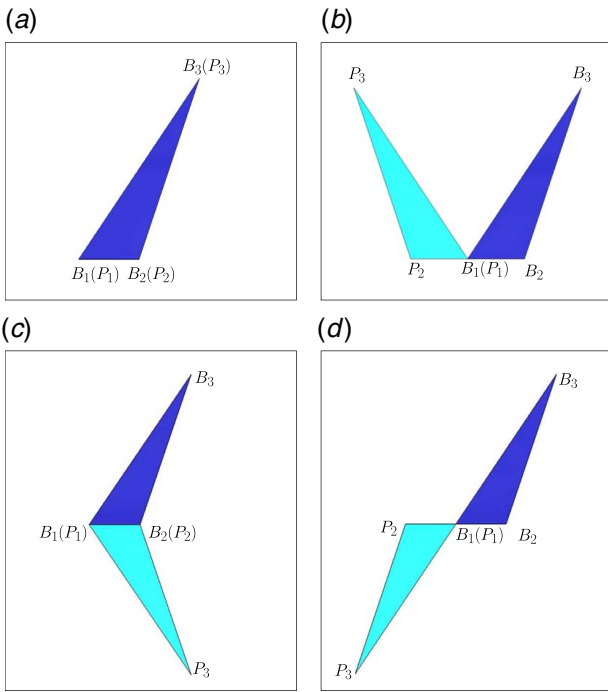 (a)
B₃(P₃)
B₁(P₁) B₂(P₂)
(b)
P₃ B₃
P₂ B₁(P₁) B₂
(c)
B₃
B₁(P₁) B₂(P₂)
P₃
(d)
B₃
P₂ B₁(P₁) B₂
P₃